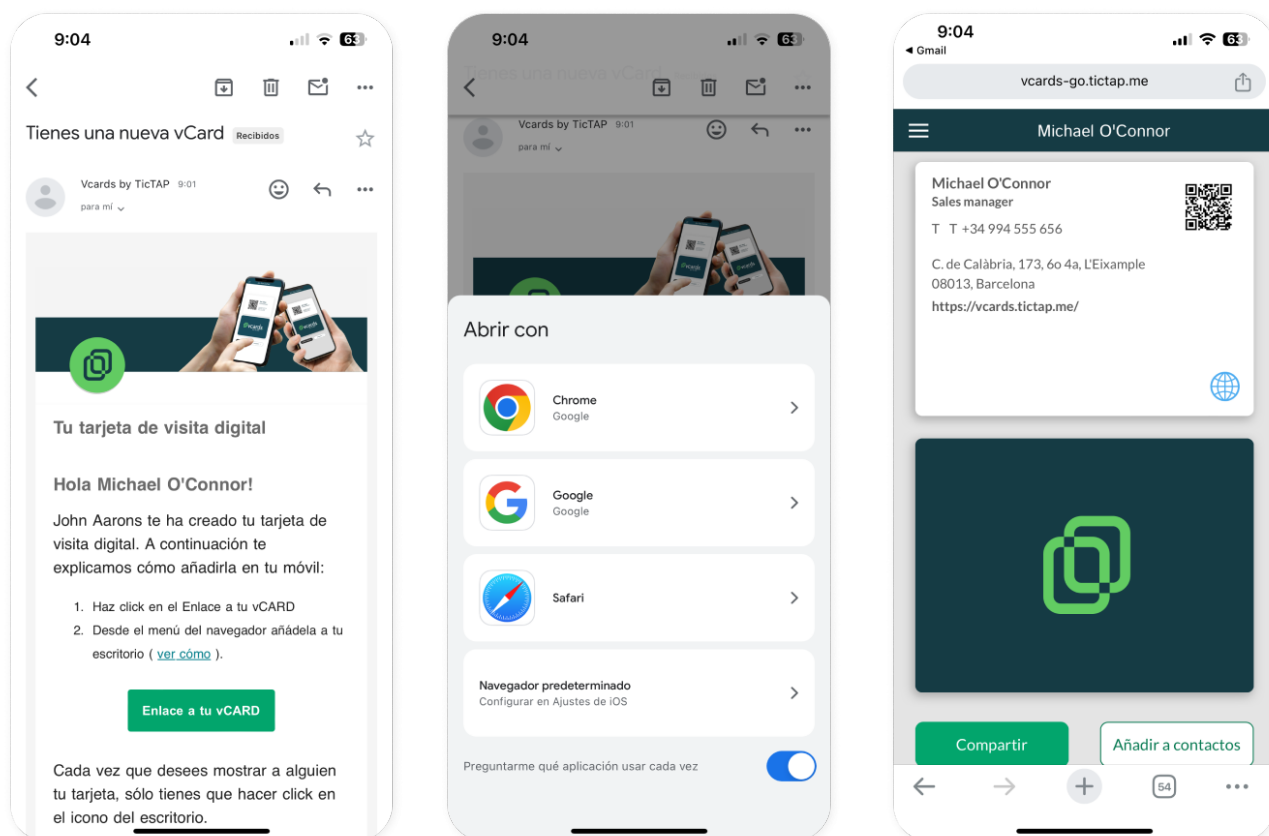 9:04
63
Tienes una nueva vCard Recibidos
Vcards by TicTAP 9:01
para mí
Tu tarjeta de visita digital
Hola Michael O'Connor!
John Aarons te ha creado tu tarjeta de
visita digital. A continuación te
explicamos cómo añadirla en tu móvil:
1. Haz click en el Enlace a tu vCARD
2. Desde el menú del navegador añádela a tu
escritorio ( ver cómo ).
Enlace a tu vCARD
Cada vez que desees mostrar a alguien
tu tarjeta, sólo tienes que hacer click en
el icono del escritorio.
9:04
63
Tienes una nueva vCard
Vcards by TicTAP 9:01
para mí
Abrir con
Chrome
Google
Google
Google
Safari
Navegador predeterminado
Configurar en Ajustes de iOS
Preguntarme qué aplicación usar cada vez
9:04
63
Gmail
vcards-go.tictap.me
Michael O'Connor
Michael O'Connor
Sales manager
T T +34 994 555 656
C. de Calàbria, 173, 6o 4a, L'Eixample
08013, Barcelona
https://vcards.tictap.me/
Compartir
Añadir a contactos
54